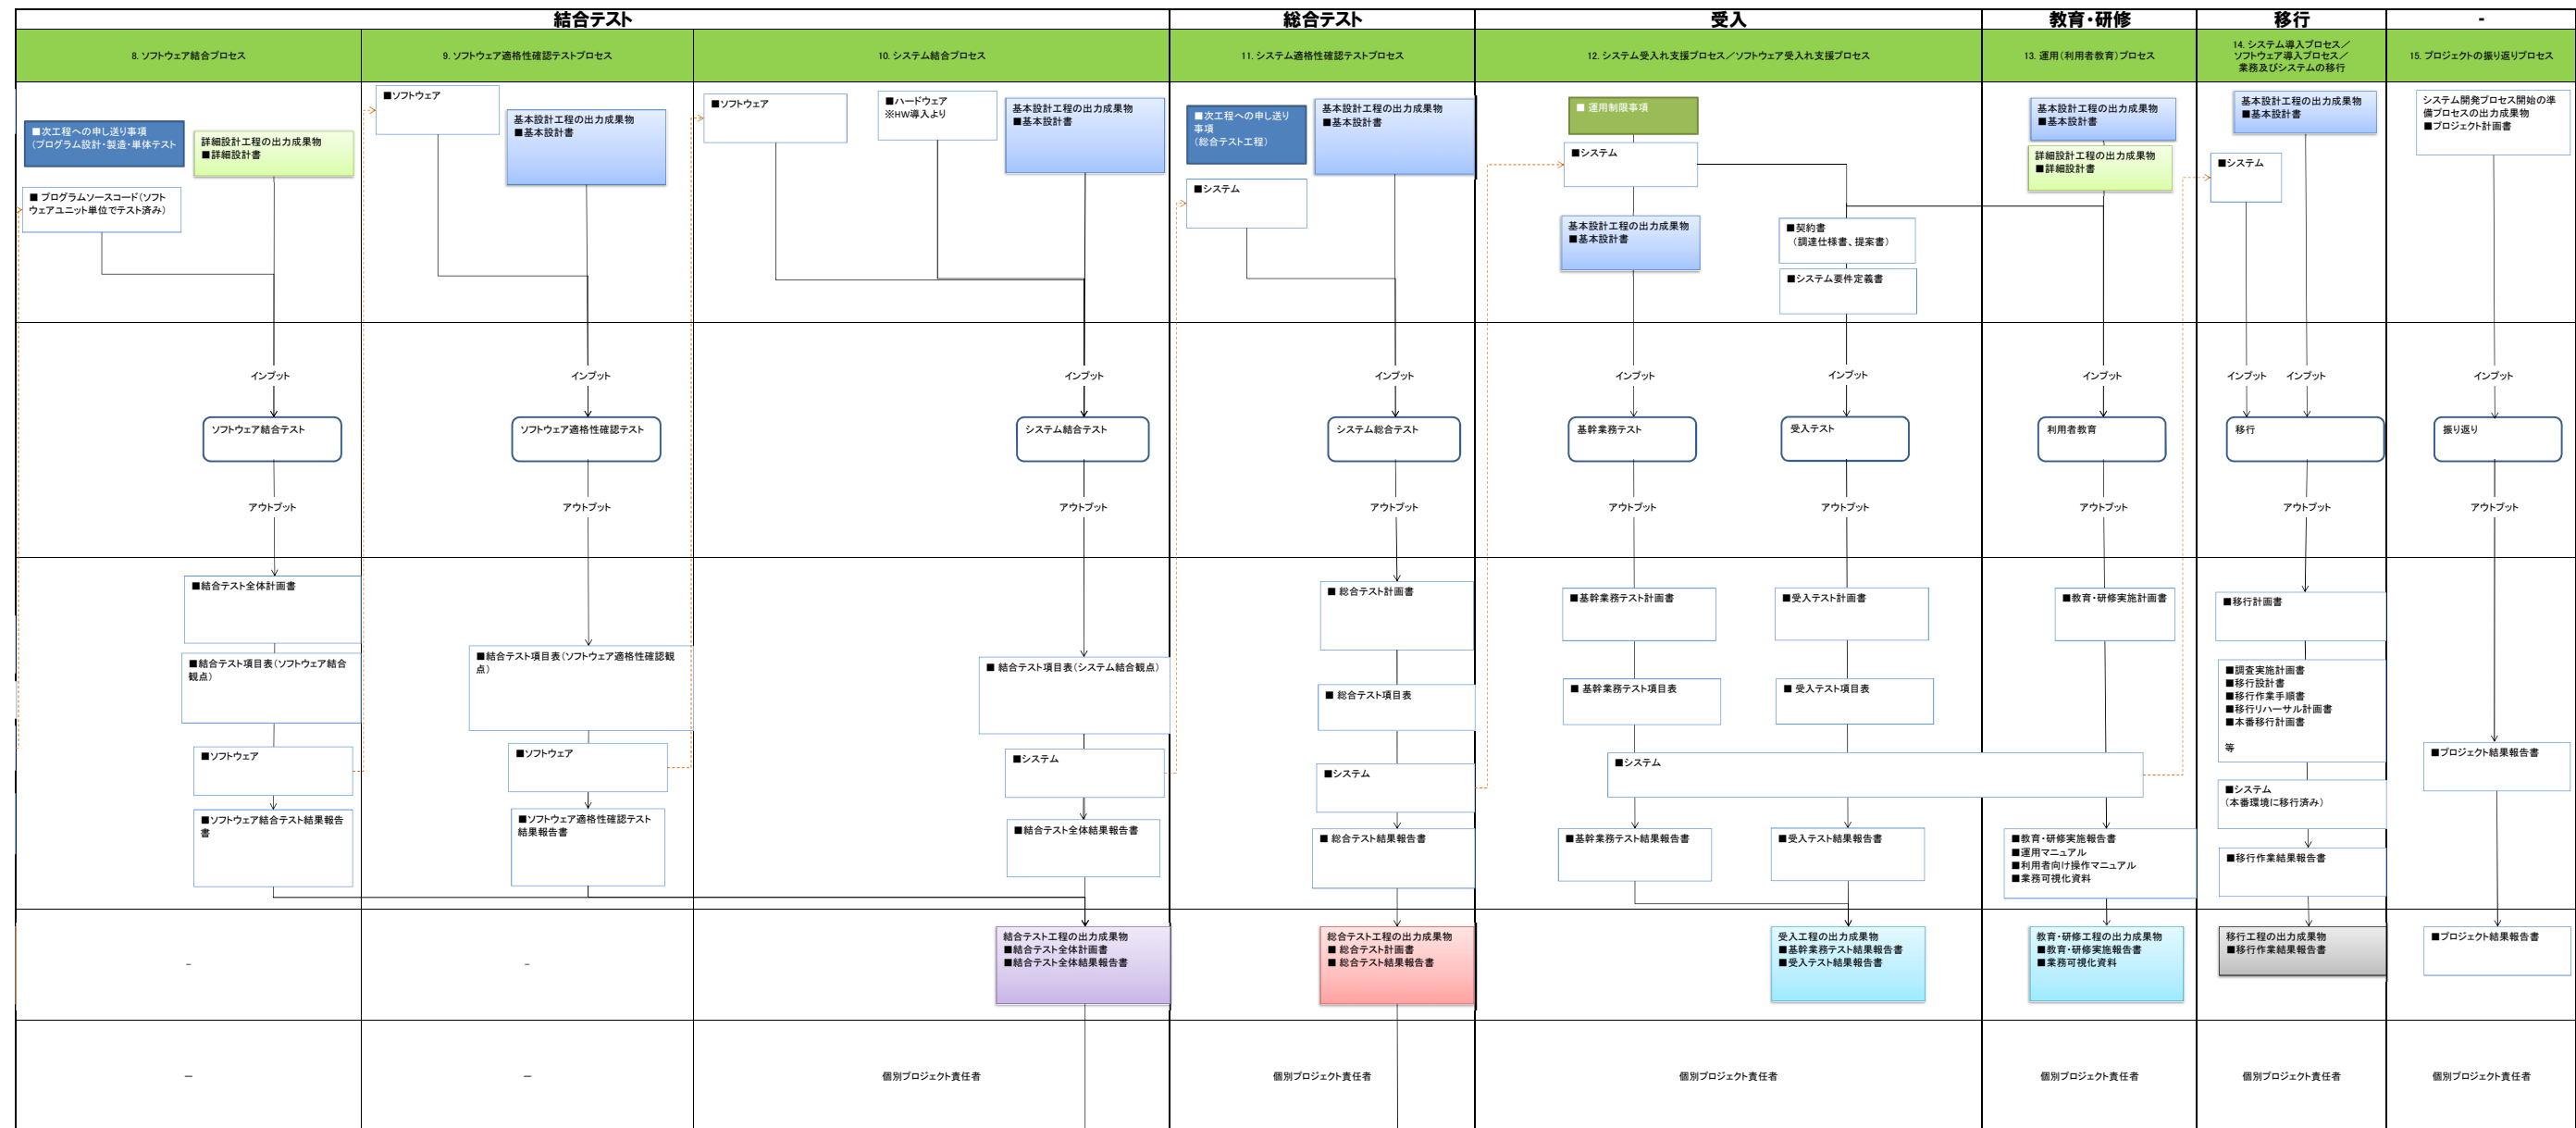 結合テスト
総合テスト
受入
教育・研修
移行
-
8. ソフトウェア結合プロセス
9. ソフトウェア適格性確認テストプロセス
10. システム結合プロセス
11. システム適格性確認テストプロセス
12. システム受入れ支援プロセス／ソフトウェア受入れ支援プロセス
13. 運用（利用者教育）プロセス
14. システム導入プロセス／
ソフトウェア導入プロセス／
業務及びシステムの移行
15. プロジェクトの振り返りプロセス
■次工程への申し送り事項
（プログラム設計・製造・単体テスト
詳細設計工程の出力成果物
■詳細設計書
■ プログラムソースコード（ソフト
ウェアユニット単位でテスト済み）
■ソフトウェア
基本設計工程の出力成果物
■基本設計書
■ソフトウェア
■ハードウェア
※HW導入より
基本設計工程の出力成果物
■基本設計書
■次工程への申し送り
事項
（総合テスト工程）
基本設計工程の出力成果物
■基本設計書
■システム
■ 運用制限事項
■システム
基本設計工程の出力成果物
■基本設計書
■契約書
（調達仕様書、提案書）
■システム要件定義書
基本設計工程の出力成果物
■基本設計書
詳細設計工程の出力成果物
■詳細設計書
基本設計工程の出力成果物
■基本設計書
■システム
システム開発プロセス開始の準
備プロセスの出力成果物
■プロジェクト計画書
インプット
インプット
インプット
インプット
インプット
インプット
インプット
インプット
インプット
インプット
ソフトウェア結合テスト
ソフトウェア適格性確認テスト
システム結合テスト
システム総合テスト
基幹業務テスト
受入テスト
利用者教育
移行
振り返り
アウトプット
アウトプット
アウトプット
アウトプット
アウトプット
アウトプット
アウトプット
アウトプット
アウトプット
■結合テスト全体計画書
■結合テスト項目表（ソフトウェア結合
観点）
■ソフトウェア
■ソフトウェア結合テスト結果報告
書
■結合テスト項目表（ソフトウェア適格性確認観
点）
■ソフトウェア
■ソフトウェア適格性確認テスト
結果報告書
■ 結合テスト項目表（システム結合観点）
■システム
■結合テスト全体結果報告書
■ 総合テスト計画書
■ 総合テスト項目表
■システム
■ 総合テスト結果報告書
■基幹業務テスト計画書
■ 基幹業務テスト項目表
■受入テスト計画書
■ 受入テスト項目表
■システム
■基幹業務テスト結果報告書
■受入テスト結果報告書
■教育・研修実施計画書
■教育・研修実施報告書
■運用マニュアル
■利用者向け操作マニュアル
■業務可視化資料
■移行計画書
■調査実施計画書
■移行設計書
■移行作業手順書
■移行リハーサル計画書
■本番移行計画書
等
■システム
（本番環境に移行済み）
■移行作業結果報告書
■プロジェクト結果報告書
-
-
結合テスト工程の出力成果物
■結合テスト全体計画書
■結合テスト全体結果報告書
総合テスト工程の出力成果物
■ 総合テスト計画書
■ 総合テスト結果報告書
受入工程の出力成果物
■基幹業務テスト結果報告書
■受入テスト結果報告書
教育・研修工程の出力成果物
■教育・研修実施報告書
■業務可視化資料
移行工程の出力成果物
■移行作業結果報告書
■プロジェクト結果報告書
－
－
個別プロジェクト責任者
個別プロジェクト責任者
個別プロジェクト責任者
個別プロジェクト責任者
個別プロジェクト責任者
個別プロジェクト責任者